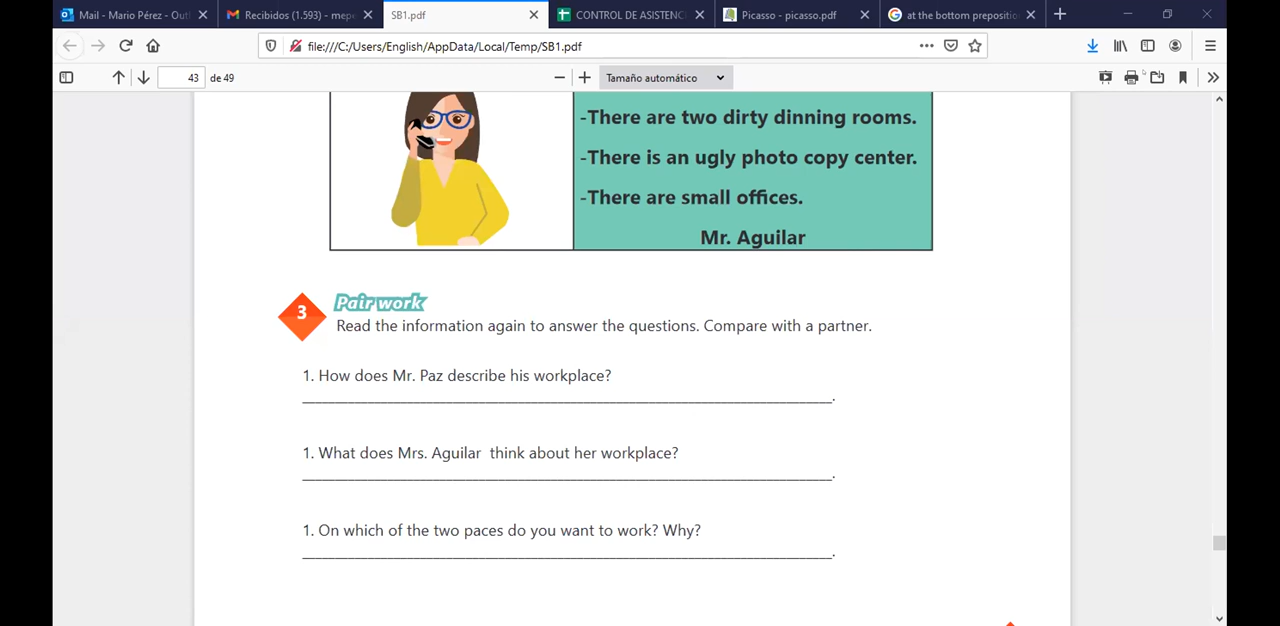 Mail - Mario Pérez - Out
Recibidos (1.593) - mepe
SB1.pdf
CONTROL DE ASISTENC
Picasso - picasso.pdf
at the bottom prepositio
file:///C:/Users/English/AppData/Local/Temp/SB1.pdf
43 de 49
Tamaño automático
-There are two dirty dinning rooms.
-There is an ugly photo copy center.
-There are small offices.
Mr. Aguilar
3 Pair work
Read the information again to answer the questions. Compare with a partner.
1. How does Mr. Paz describe his workplace?
1. What does Mrs. Aguilar think about her workplace?
1. On which of the two paces do you want to work? Why?